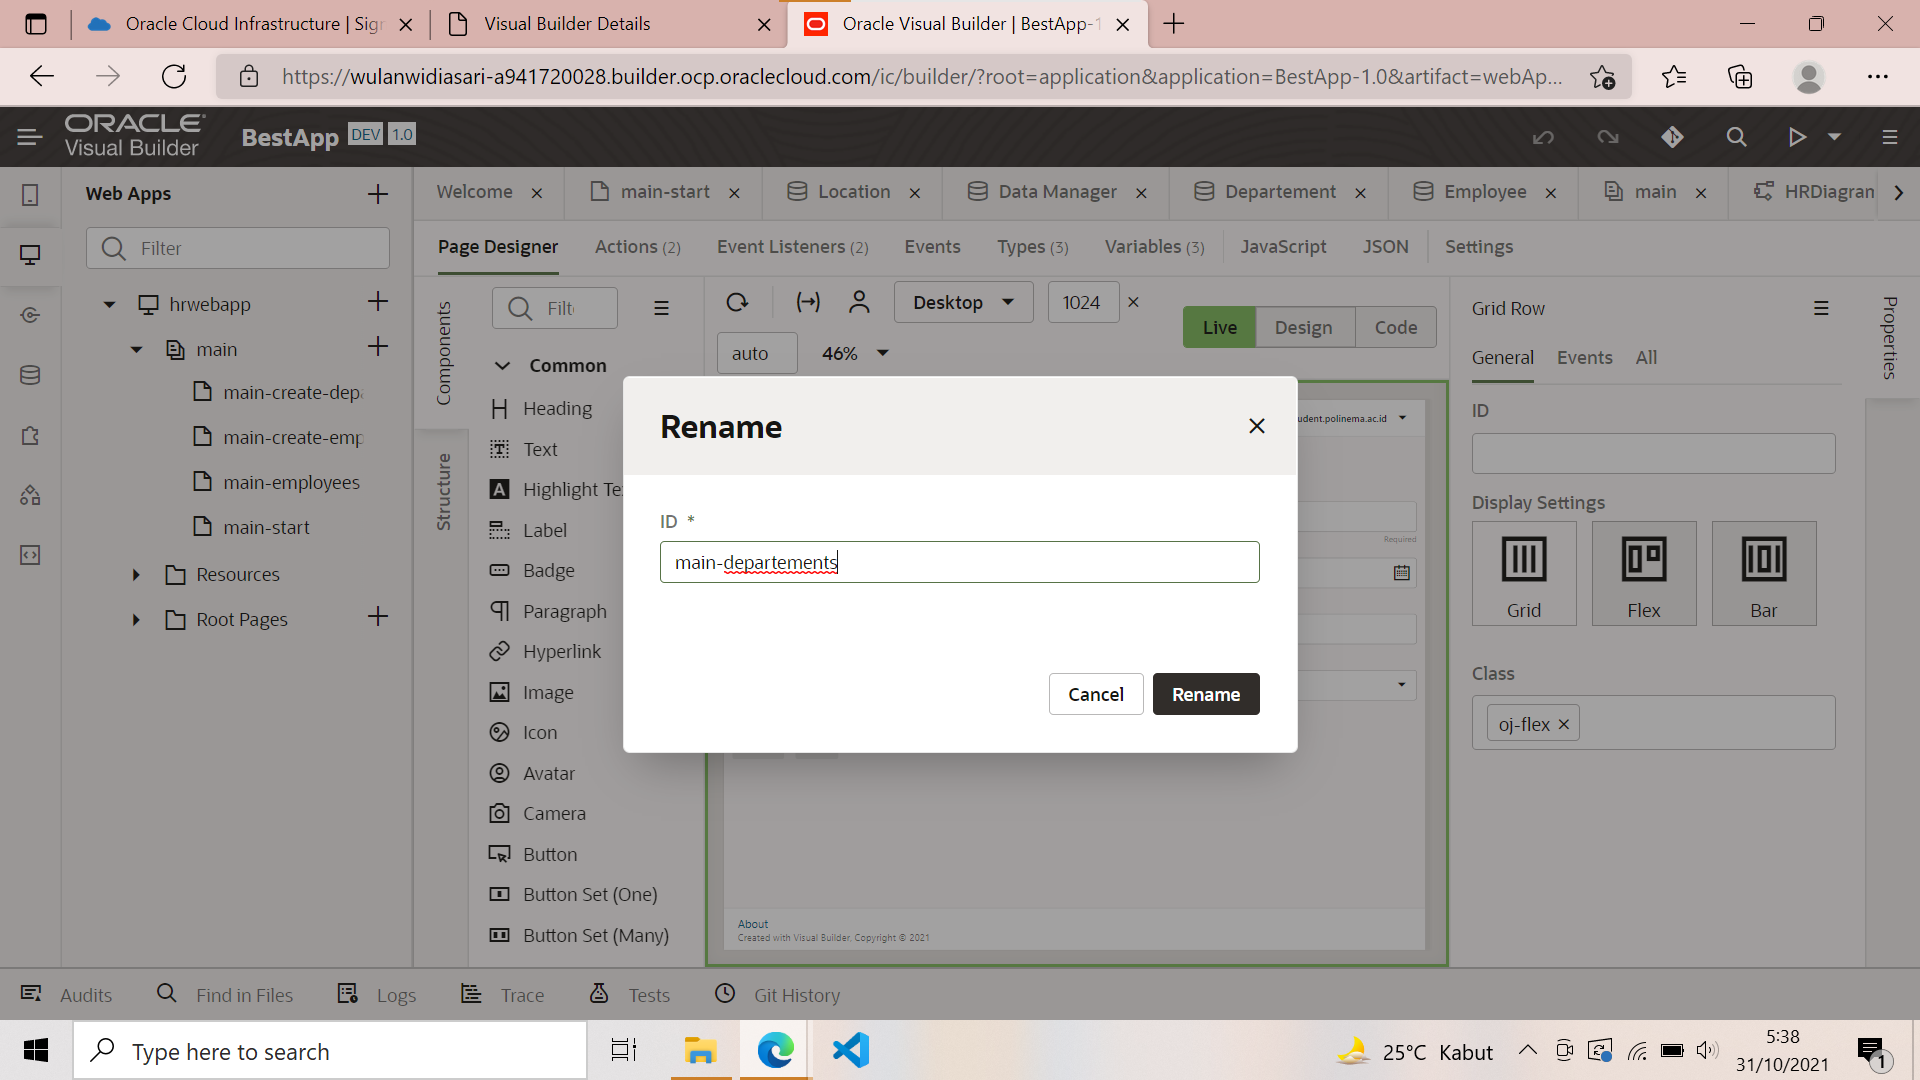 Oracle Cloud Infrastructure | Sign
Visual Builder Details
Oracle Visual Builder | BestApp-1
https://wulanwidiasari-a941720028.builder.ocp.oraclecloud.com/ic/builder/?root=application&application=BestApp-1.0&artifact=webAp...
ORACLE
Visual Builder
BestApp DEV 1.0
Web Apps
Welcome
main-start
Location
Data Manager
Departement
Employee
main
HRDiagram
Filter
Page Designer
Actions (2)
Event Listeners (2)
Events
Types (3)
Variables (3)
JavaScript
JSON
Settings
hrwebapp
main
main-create-depa
main-create-emp
main-employees
main-start
Resources
Root Pages
Components
Structure
Filt
Common
Heading
Text
Highlight Te
Label
Badge
Paragraph
Hyperlink
Image
Icon
Avatar
Camera
Button
Button Set (One)
Button Set (Many)
Desktop
1024
auto
46%
Live
Design
Code
udent.polinema.ac.id
Required
Rename
ID *
main-departements
Cancel
Rename
About
Created with Visual Builder, Copyright © 2021
Grid Row
General
Events
All
ID
Display Settings
Grid
Flex
Bar
Class
oj-flex
Properties
Audits
Find in Files
Logs
Trace
Tests
Git History
Type here to search
25°C Kabut
5:38
31/10/2021
1